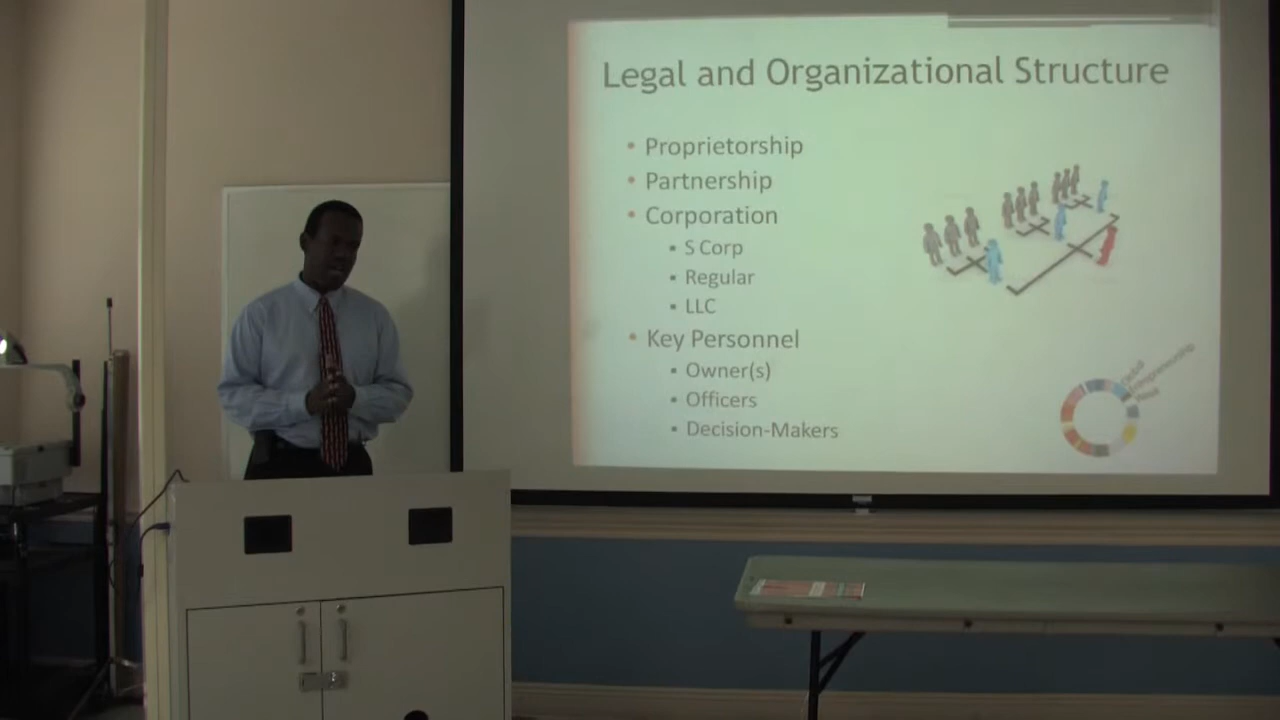 Legal and Organizational Structure
• Proprietorship
• Partnership
• Corporation
▪ S Corp
▪ Regular
▪ LLC
• Key Personnel
▪ Owner(s)
▪ Officers
▪ Decision-Makers